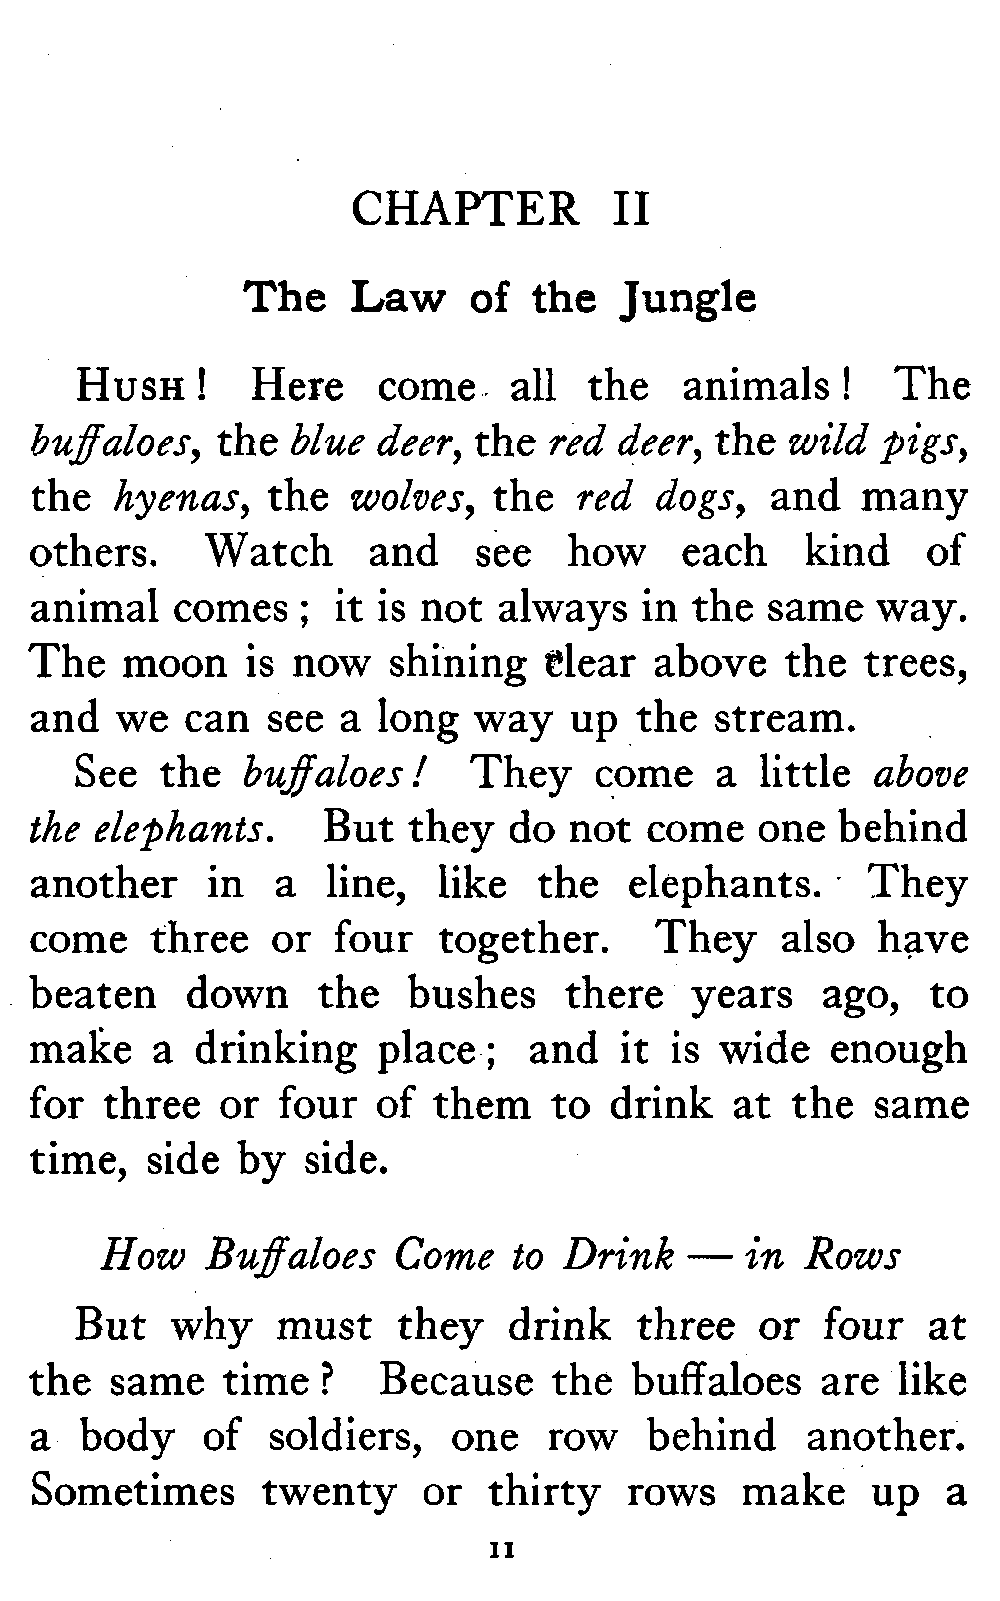 CHAPTER II
The Law of the Jungle
HUSH! Here come all the animals! The
buffaloes, the blue deer, the red deer, the wild pigs,
the hyenas, the wolves, the red dogs, and many
others. Watch and see how each kind of
animal comes; it is not always in the same way.
The moon is now shining clear above the trees,
and we can see a long way up the stream.
See the buffaloes! They come a little above
the elephants. But they do not come one behind
another in a line, like the elephants. They
come three or four together. They also have
beaten down the bushes there years ago, to
make a drinking place; and it is wide enough
for three or four of them to drink at the same
time, side by side.
How Buffaloes Come to Drink — in Rows
But why must they drink three or four at
the same time? Because the buffaloes are like
a body of soldiers, one row behind another.
Sometimes twenty or thirty rows make up a
11